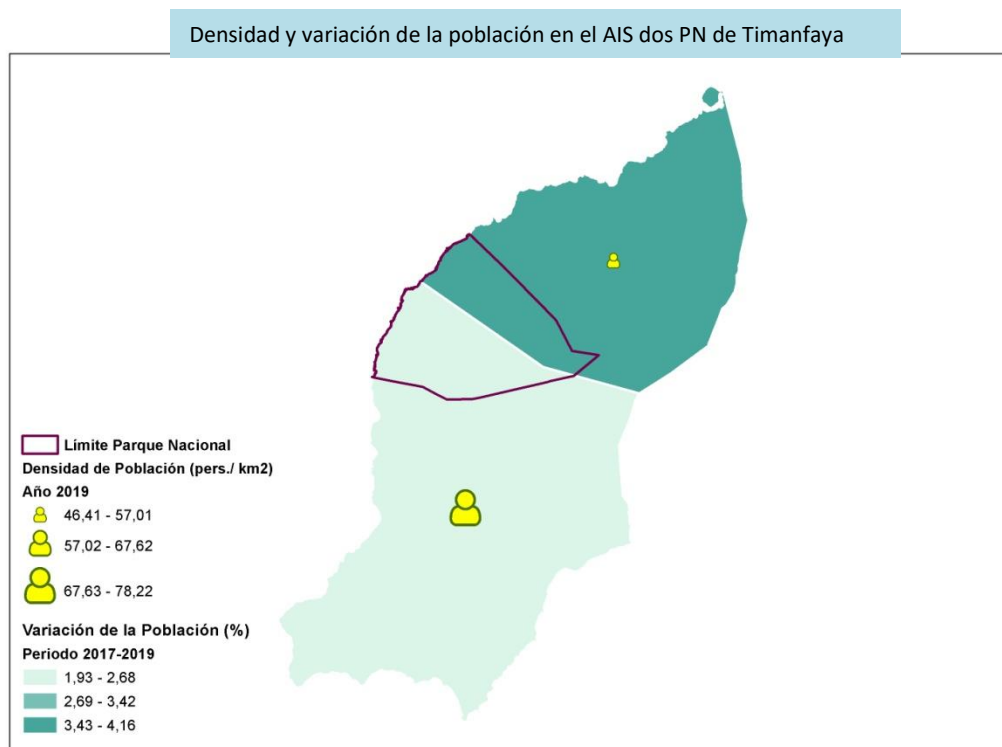 Densidad y variación de la población en el AIS dos PN de Timanfaya
Límite Parque Nacional
Densidad de Población (pers./ km2)
Año 2019
46,41 - 57,01
57,02 - 67,62
67,63 - 78,22
Variación de la Población (%)
Periodo 2017-2019
1,93 - 2,68
2,69 - 3,42
3,43 - 4,16